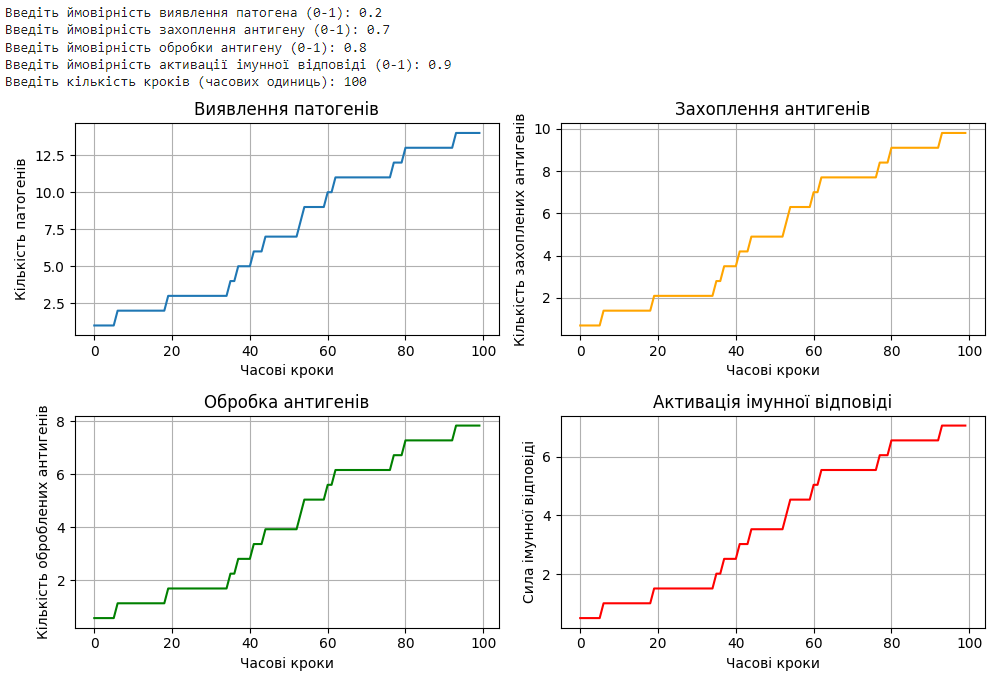 Введіть ймовірність виявлення патогена (0-1): 0.2
Введіть ймовірність захоплення антигену (0-1): 0.7
Введіть ймовірність обробки антигену (0-1): 0.8
Введіть ймовірність активації імунної відповіді (0-1): 0.9
Введіть кількість кроків (часових одиниць): 100
Виявлення патогенів
Кількість патогенів
12.5
10.0
7.5
5.0
2.5
0 20 40 60 80 100
Часові кроки
Захоплення антигенів
Кількість захоплених антигенів
10
8
6
4
2
0 20 40 60 80 100
Часові кроки
Обробка антигенів
Кількість оброблених антигенів
8
6
4
2
0 20 40 60 80 100
Часові кроки
Активація імунної відповіді
Сила імунної відповіді
6
4
2
0 20 40 60 80 100
Часові кроки